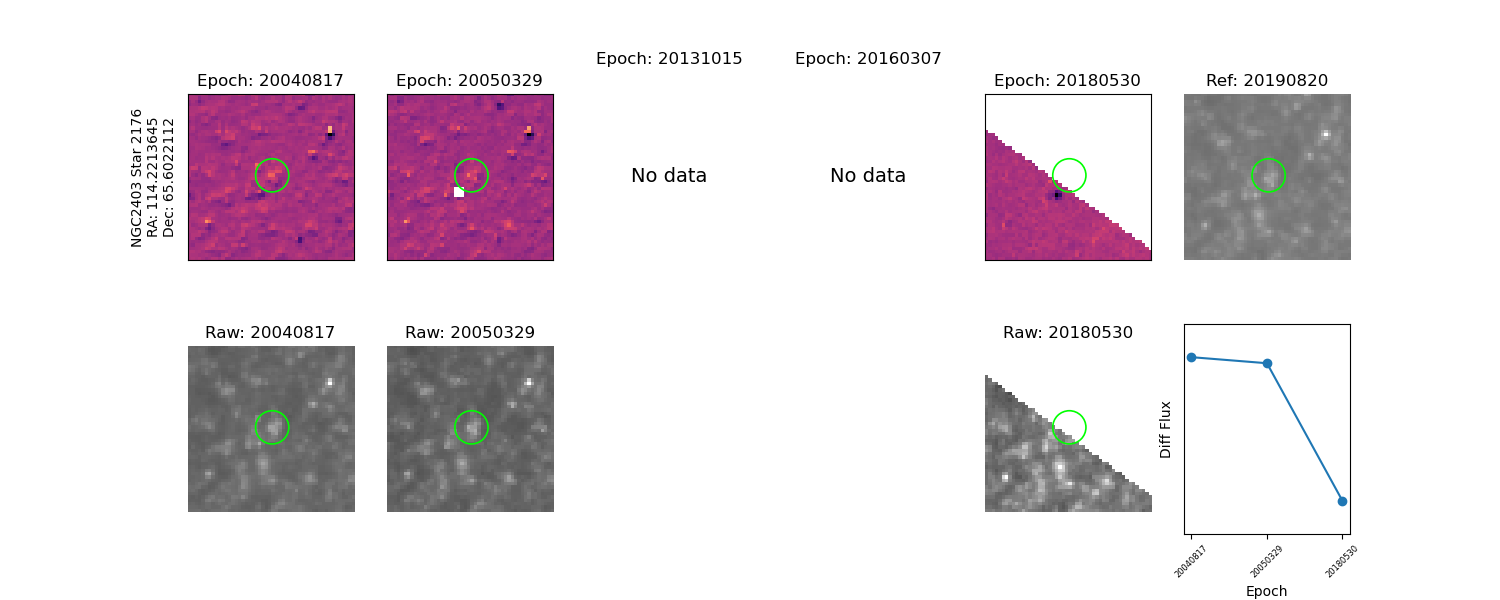 Epoch: 20040817
Epoch: 20050329
Epoch: 20131015
Epoch: 20160307
Epoch: 20180530
Ref: 20190820
NGC2403 Star 2176
RA: 114.2213645
Dec: 65.6022112
No data
No data
Raw: 20040817
Raw: 20050329
Raw: 20180530
Diff Flux
20040817
20050329
20180530
Epoch